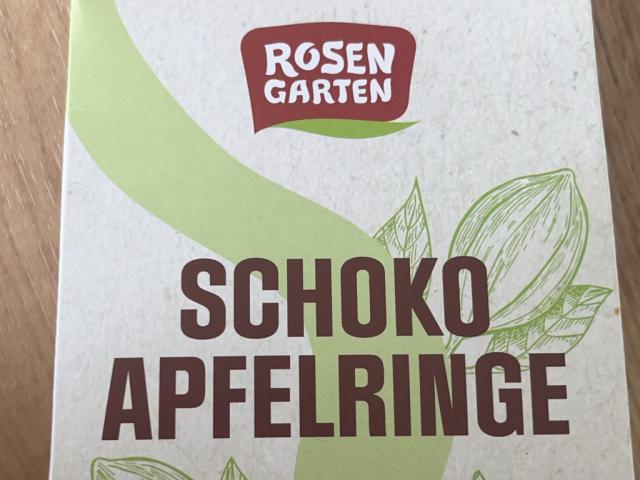 ROSEN
GARTEN
SCHOKO
APFELRINGE